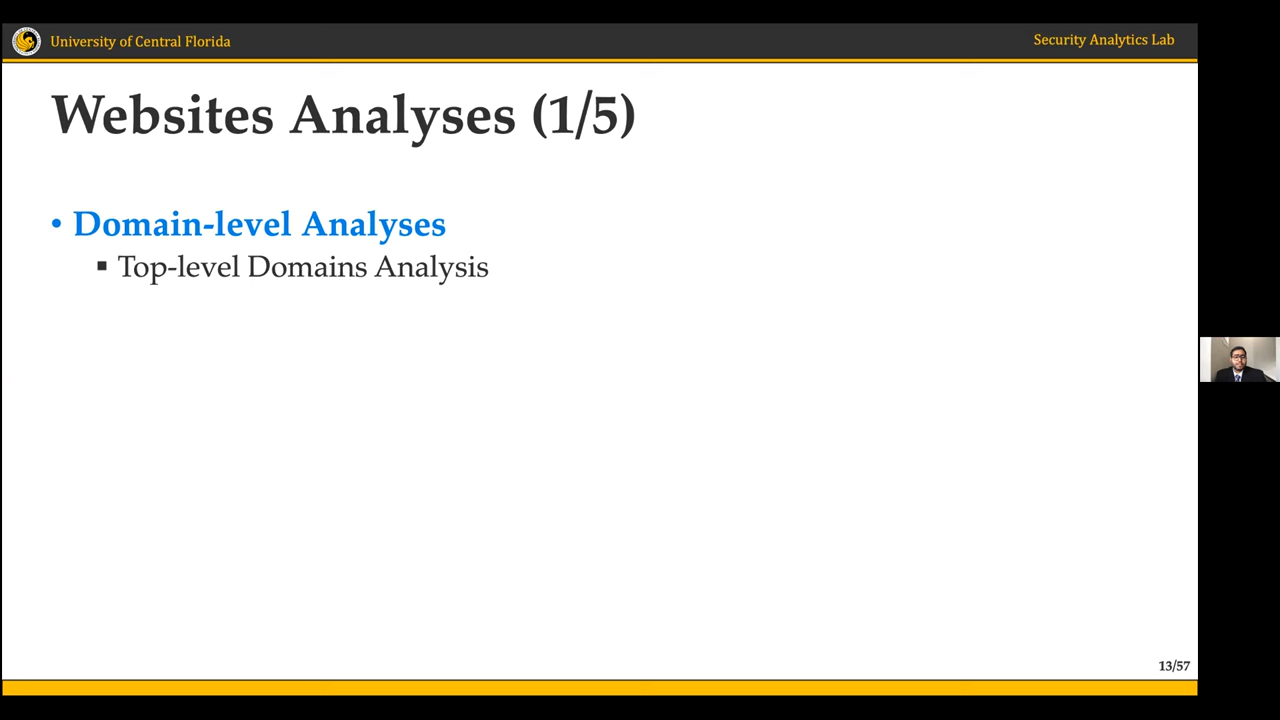 University of Central Florida
Security Analytics Lab
Websites Analyses (1/5)
• Domain-level Analyses
▪ Top-level Domains Analysis
13/57